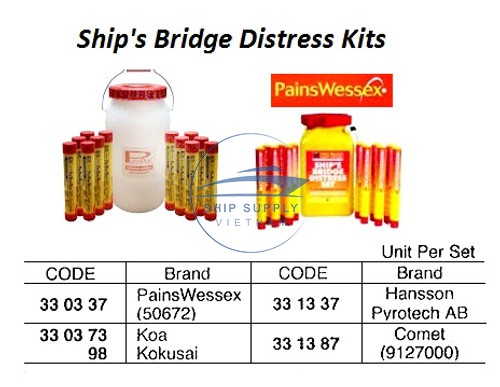 Ship's Bridge Distress Kits
PainsWessex
SHIP'S
BRIDGE
DISTRESS
SET
SHIP SUPPLY
VIETNAM
Unit Per Set
CODE Brand CODE Brand
33 03 37 PainsWessex (50672) 33 13 37 Hansson Pyrotech AB
33 03 73 Koa 33 13 87 Comet
98 Kokusai (9127000)